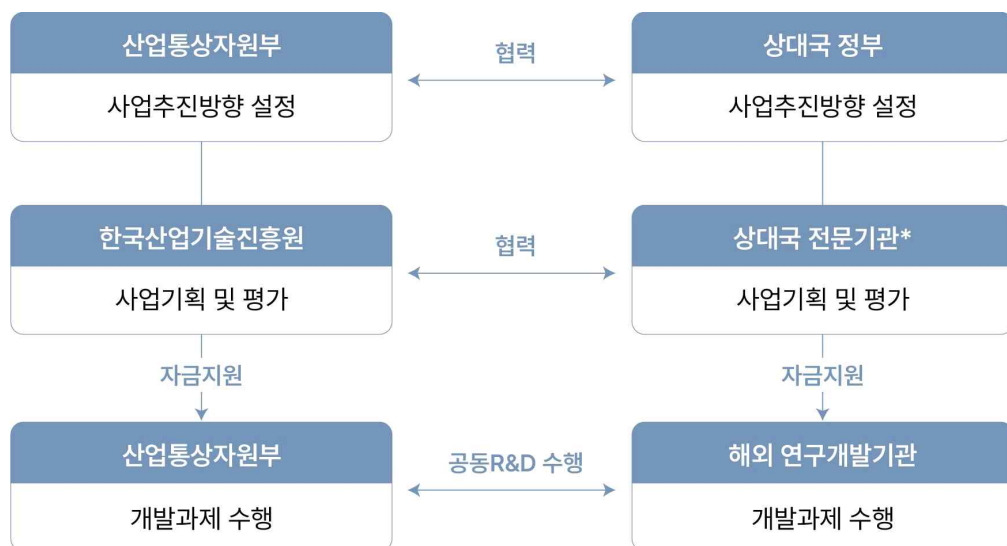 산업통상자원부
협력
상대국 정부
사업추진방향 설정
사업추진방향 설정
한국산업기술진흥원
협력
상대국 전문기관*
사업기획 및 평가
사업기획 및 평가
자금지원
자금지원
산업통상자원부
공동R&D 수행
해외 연구개발기관
개발과제 수행
개발과제 수행